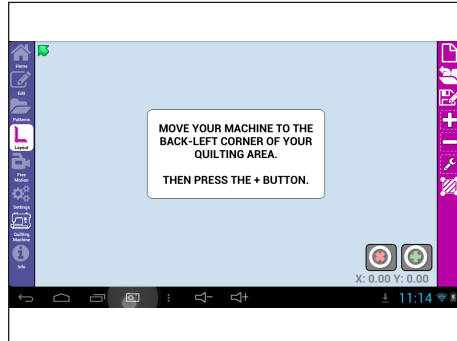 Home
Edit
Patterns
Layout
Free
Motion
Settings
Quilting
Machine
Info
MOVE YOUR MACHINE TO THE
BACK-LEFT CORNER OF YOUR
QUILTING AREA.
THEN PRESS THE + BUTTON.
X: 0.00 Y: 0.00
11:14